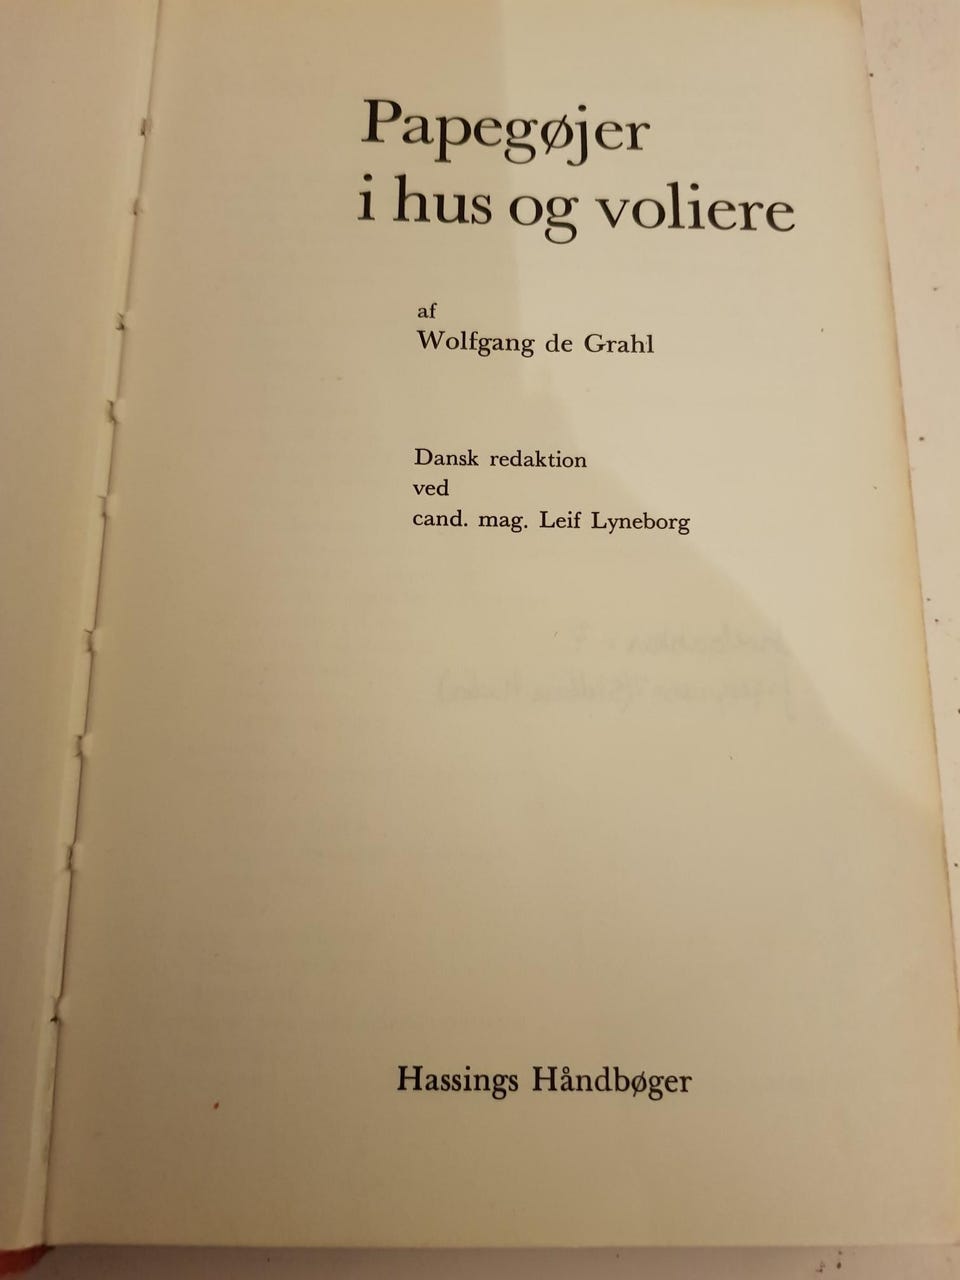 Papegøjer
i hus og voliere
af
Wolfgang de Grahl
Dansk redaktion
ved
cand. mag. Leif Lyneborg
Hassings Håndbøger